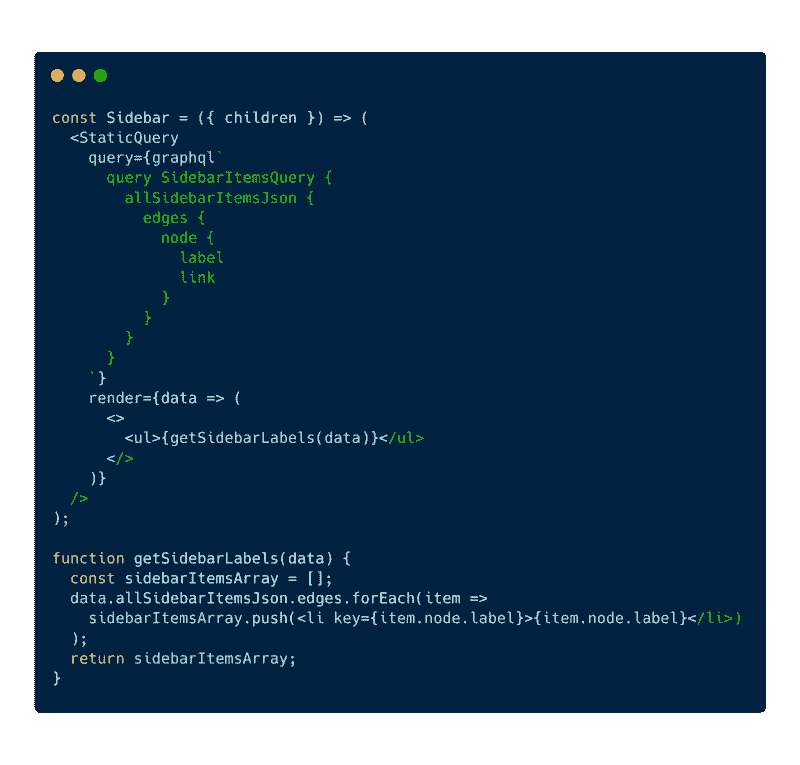 const Sidebar = ({ children }) => (
  <StaticQuery
    query={graphql`
      query SidebarItemsQuery {
        allSidebarItemsJson {
          edges {
            node {
              label
              link
            }
          }
        }
      }
    `}
    render={data => (
      <>
        <ul>{getSidebarLabels(data)}</ul>
      </>
    )}
  />
);

function getSidebarLabels(data) {
  const sidebarItemsArray = [];
  data.allSidebarItemsJson.edges.forEach(item =>
    sidebarItemsArray.push(<li key={item.node.label}>{item.node.label}</li>)
  );
  return sidebarItemsArray;
}